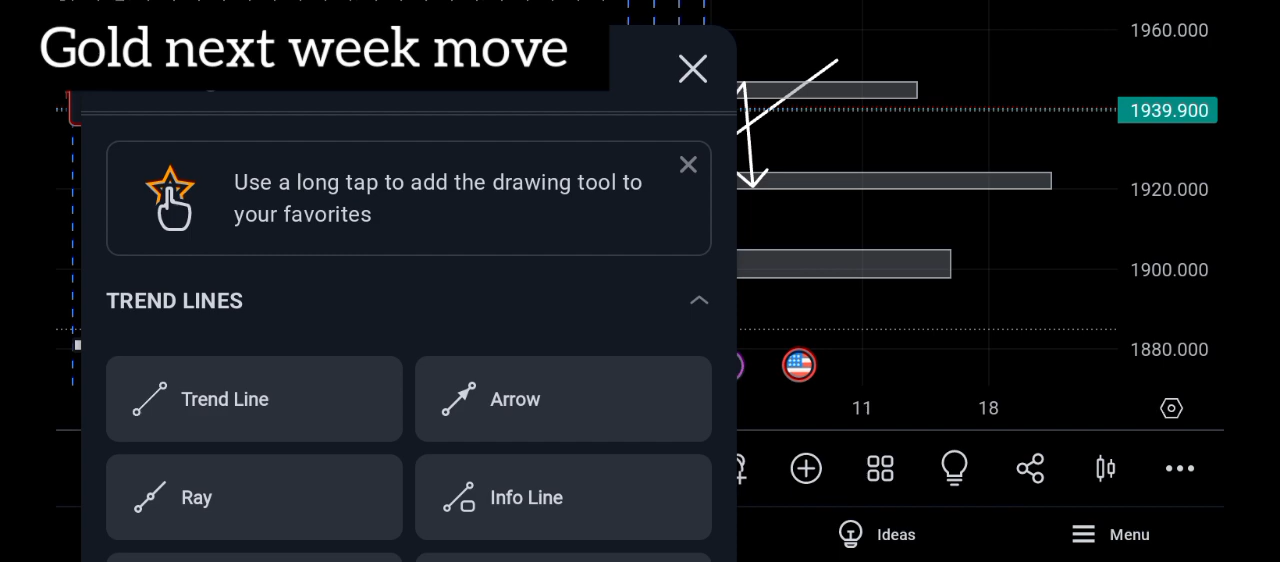 Gold next week move
1960.000
1939.900
Use a long tap to add the drawing tool to
your favorites
1920.000
1900.000
TREND LINES
1880.000
Trend Line
Arrow
11
18
Ray
Info Line
Ideas
Menu